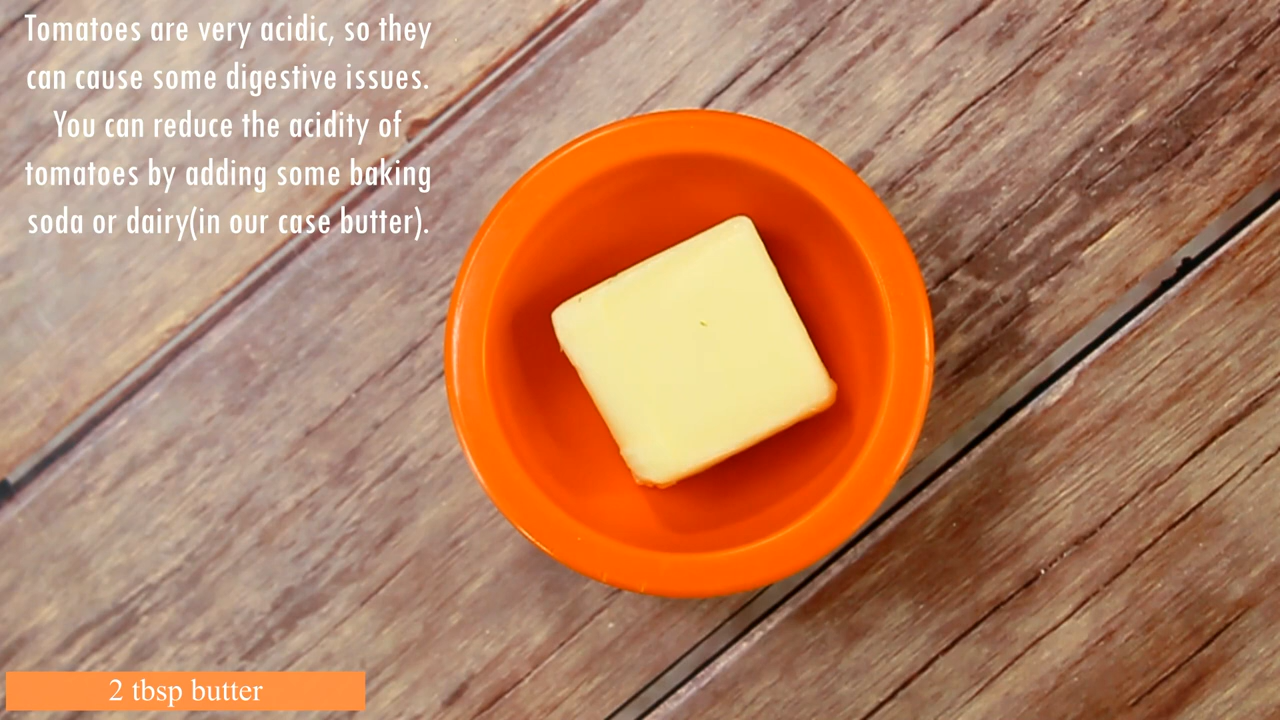 Tomatoes are very acidic, so they
can cause some digestive issues.
You can reduce the acidity of
tomatoes by adding some baking
soda or dairy(in our case butter).
2 tbsp butter